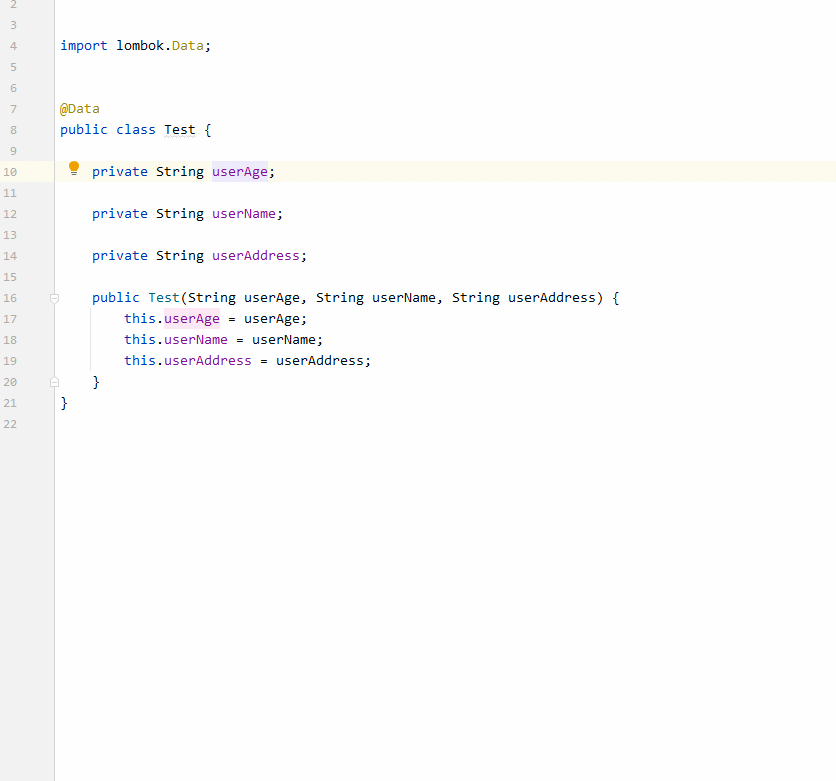 2
3
4 import lombok.Data;
5
6
7 @Data
8 public class Test {
9
10 private String userAge;
11
12 private String userName;
13
14 private String userAddress;
15
16 public Test(String userAge, String userName, String userAddress) {
17 this.userAge = userAge;
18 this.userName = userName;
19 this.userAddress = userAddress;
20 }
21 }
22